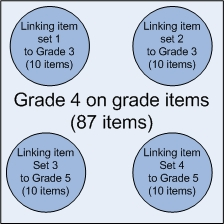 Linking item
set 1
to Grade 3
(10 items)
Linking item
set 2
to Grade 3
(10 items)
Grade 4 on grade items
(87 items)
Linking item
Set 3
to Grade 5
(10 items)
Linking item
Set 4
to Grade 5
(10 items)